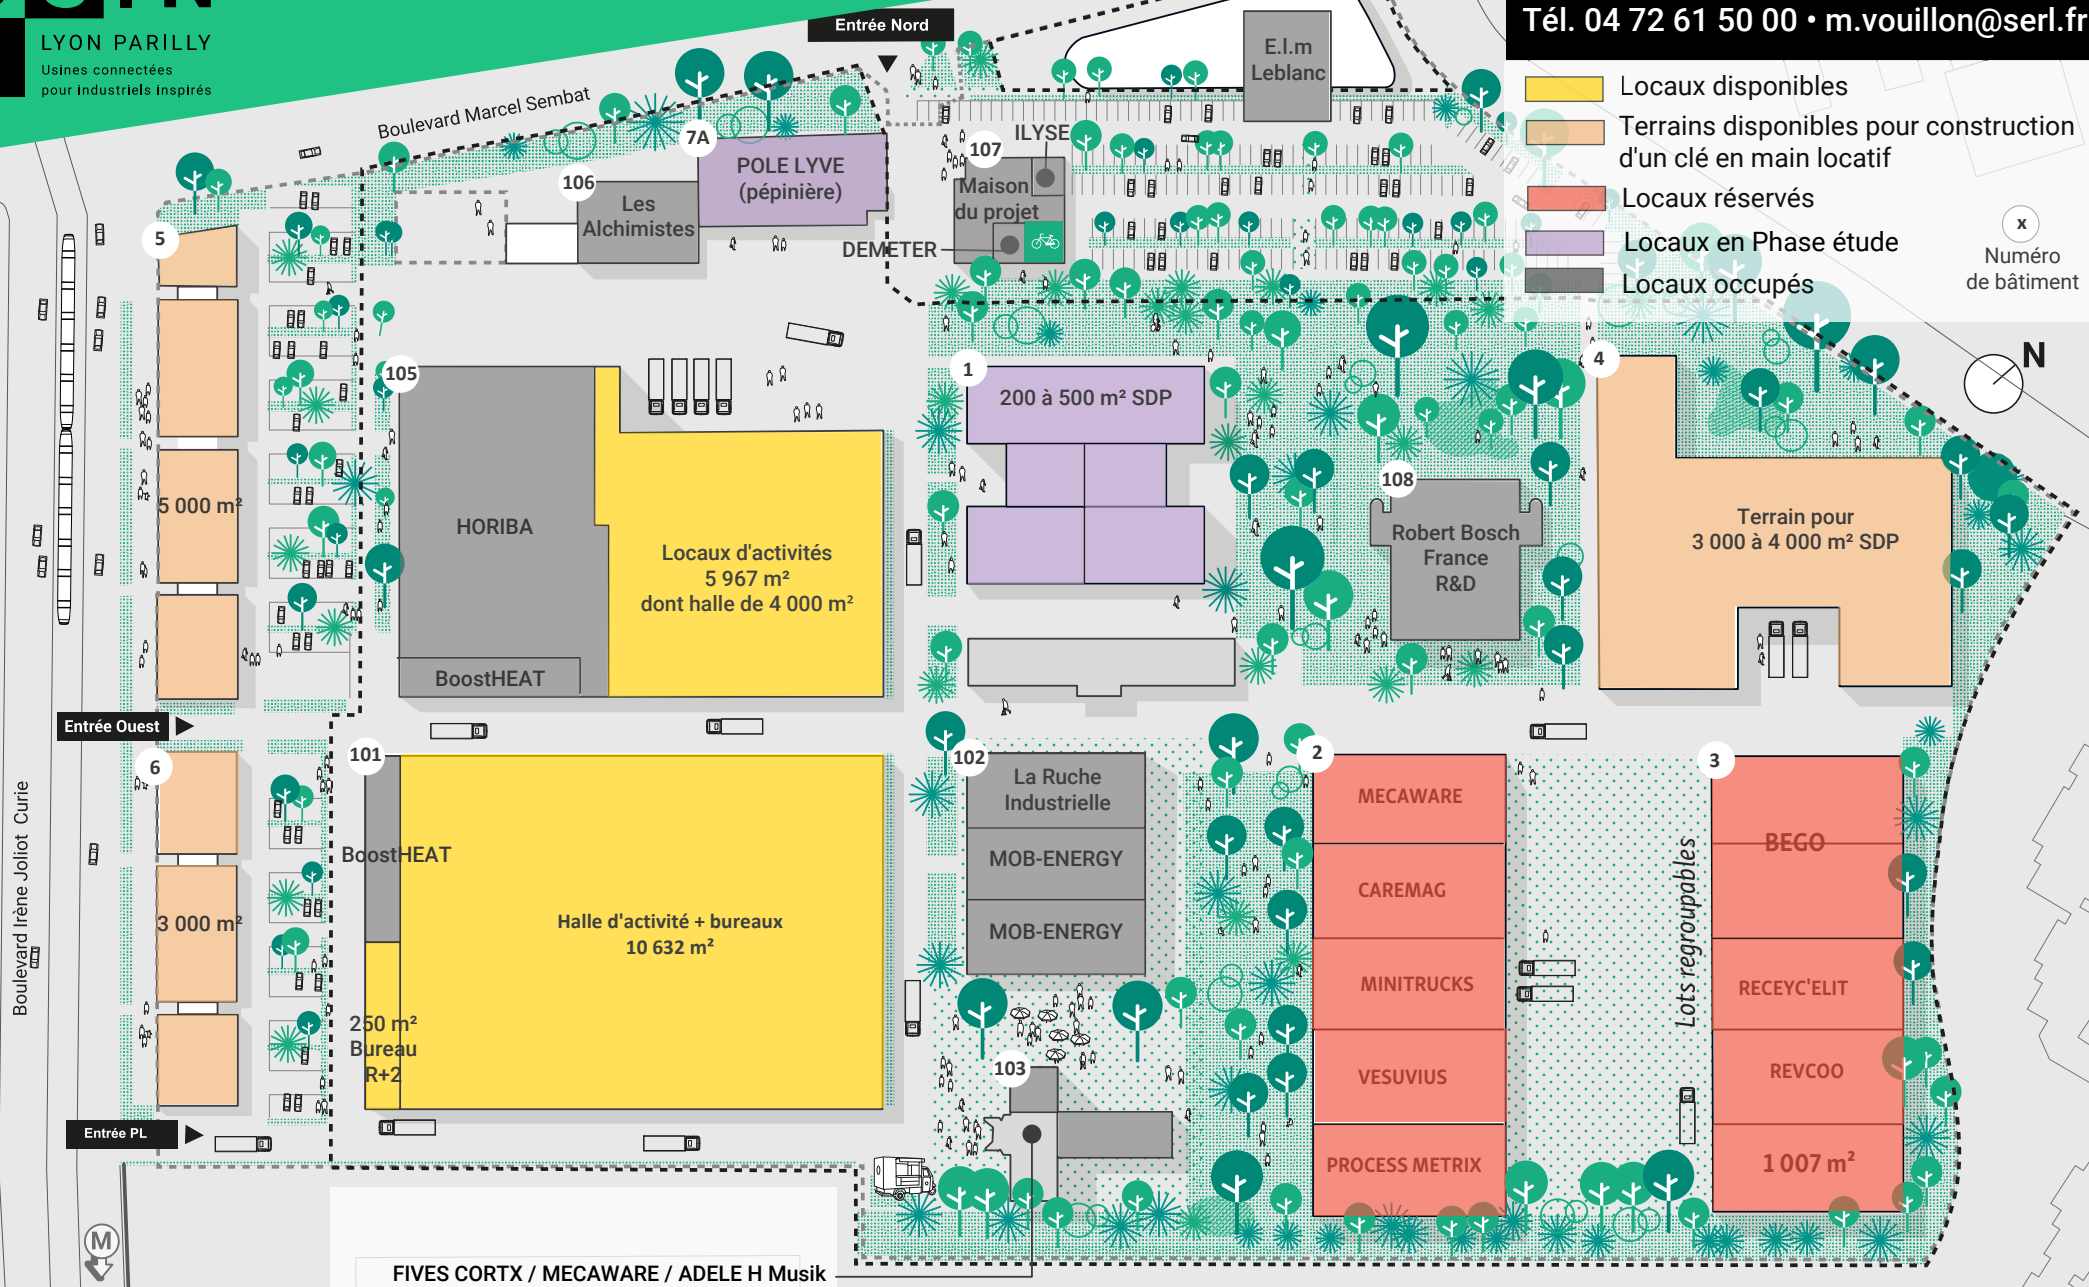 LYON PARILLY
Usines connectées
pour industriels inspirés
Entrée Nord
Tél. 04 72 61 50 00 • m.vouillon@serl.fr
Locaux disponibles
Terrains disponibles pour construction
d'un clé en main locatif
Locaux réservés
Locaux en Phase étude
Locaux occupés
x
Numéro
de bâtiment
N
Boulevard Marcel Sembat
E.l.m
Leblanc
7A
POLE LYVE
(pépinière)
106
Les
Alchimistes
107
ILYSE
Maison
du projet
DEMETER
5
5 000 m²
105
HORIBA
BoostHEAT
Locaux d'activités
5 967 m²
dont halle de 4 000 m²
1
200 à 500 m² SDP
108
Robert Bosch
France
R&D
4
Terrain pour
3 000 à 4 000 m² SDP
Entrée Ouest
6
3 000 m²
Boulevard Irène Joliot Curie
101
BoostHEAT
250 m²
Bureau
R+2
Halle d'activité + bureaux
10 632 m²
102
La Ruche
Industrielle
MOB-ENERGY
MOB-ENERGY
103
2
MECAWARE
CAREMAG
MINITRUCKS
VESUVIUS
PROCESS METRIX
Lots regroupables
3
BEGO
RECEYC'ELIT
REVCOO
1 007 m²
Entrée PL
M
FIVES CORTX / MECAWARE / ADELE H Musik